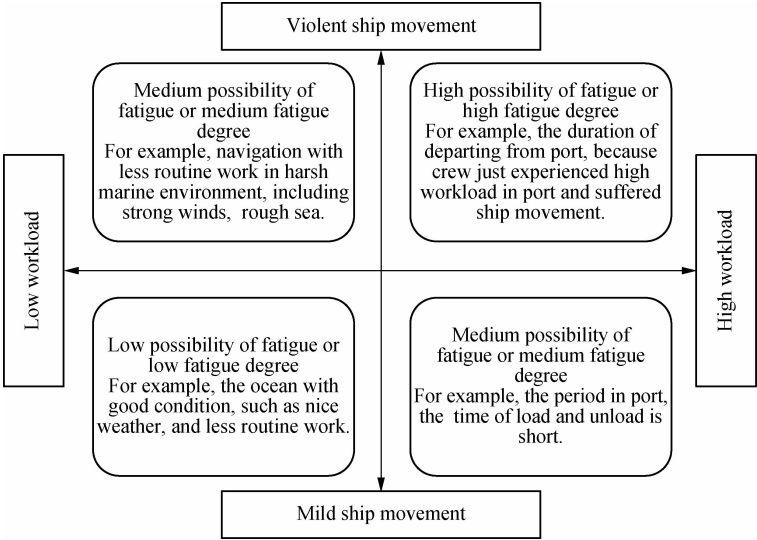 Violent ship movement
Medium possibility of
fatigue or medium fatigue
degree
For example, navigation with
less routine work in harsh
marine environment, including
strong winds, rough sea.
High possibility of fatigue or
high fatigue degree
For example, the duration of
departing from port, because
crew just experienced high
workload in port and suffered
ship movement.
Low workload
High workload
Low possibility of fatigue or
low fatigue degree
For example, the ocean with
good condition, such as nice
weather, and less routine work.
Medium possibility of
fatigue or medium fatigue
degree
For example, the period in port,
the time of load and unload is
short.
Mild ship movement